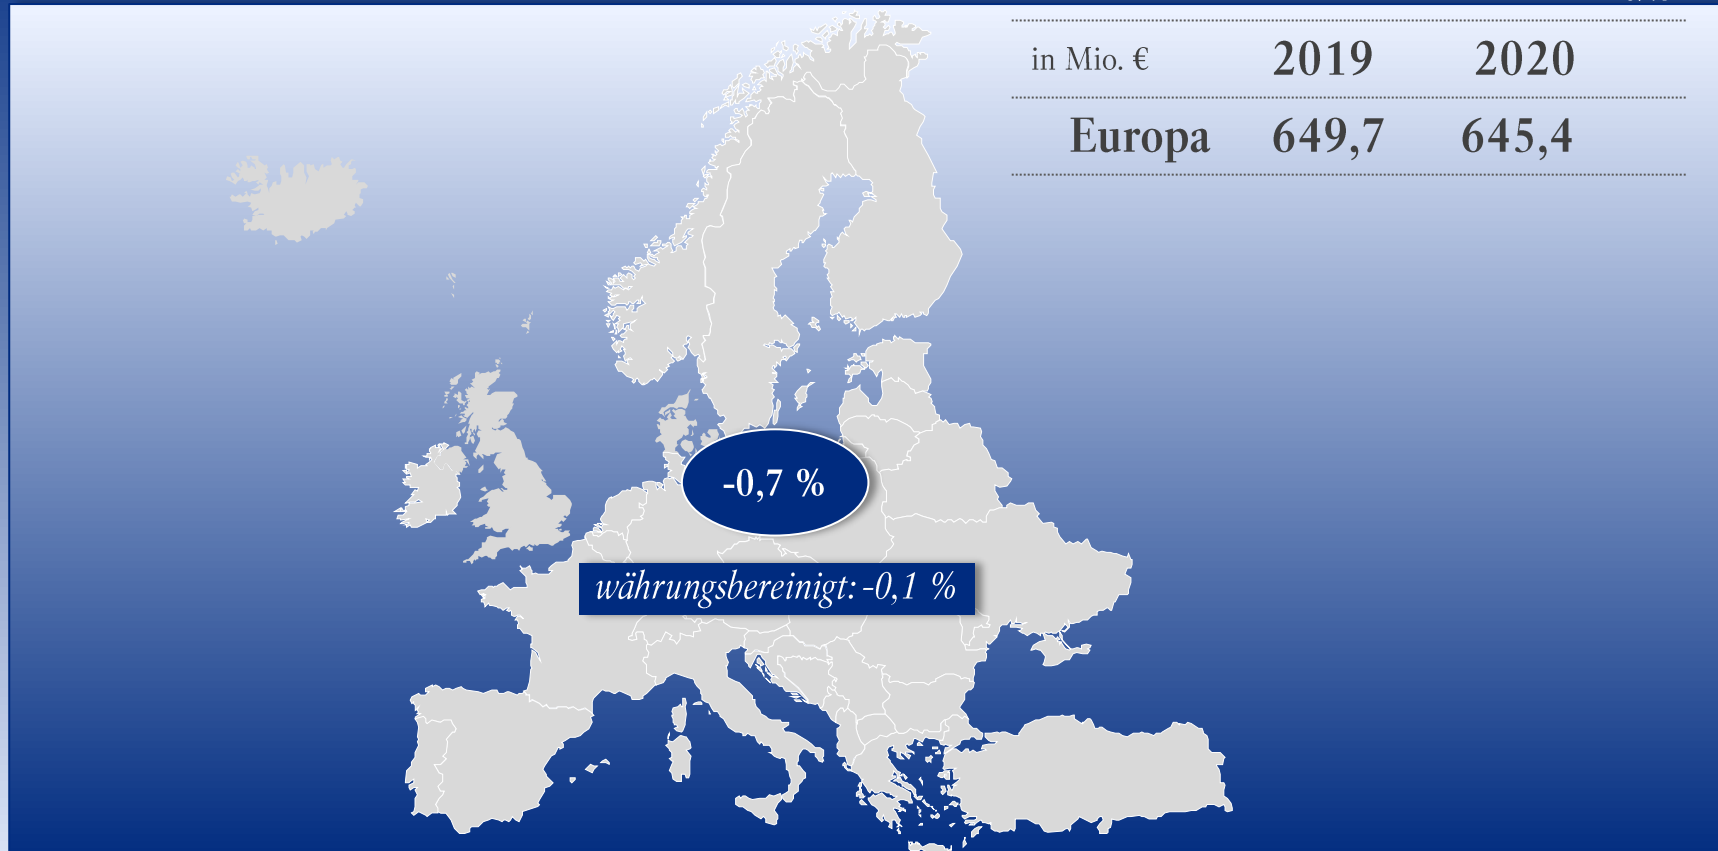 in Mio. € 2019 2020
Europa 649,7 645,4
-0,7 %
währungsbereinigt: -0,1 %